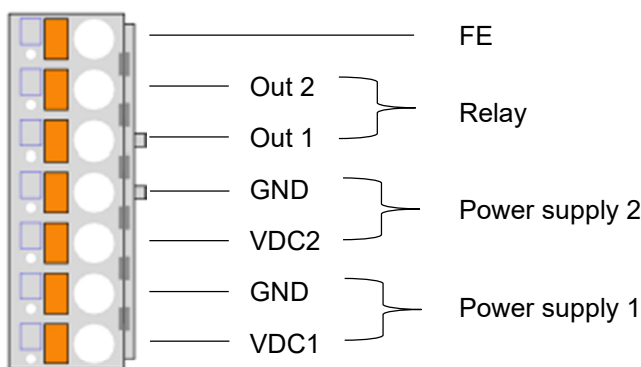 FE
Out 2
Relay
Out 1
GND
Power supply 2
VDC2
GND
Power supply 1
VDC1